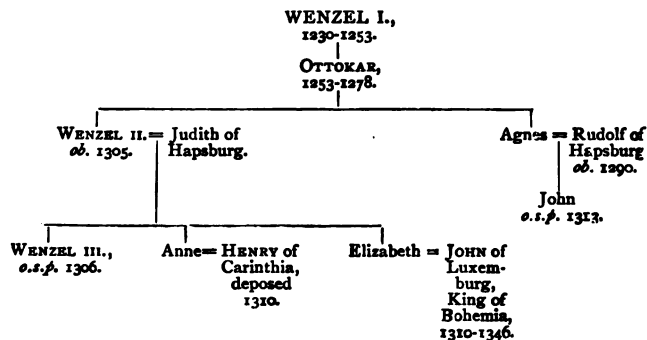 WENZEL I.,
1230-1253.
OTTOKAR,
1253-1278.
WENZEL II. = Judith of
ob. 1305. Hapsburg.
Agnes = Rudolf of
Hapsburg
ob. 1290.
John
o.s.p. 1313.
WENZEL III.,
o.s.p. 1306.
Anne = HENRY of
Carinthia,
deposed
1310.
Elizabeth = JOHN of
Luxem-
burg,
King of
Bohemia,
1310-1346.